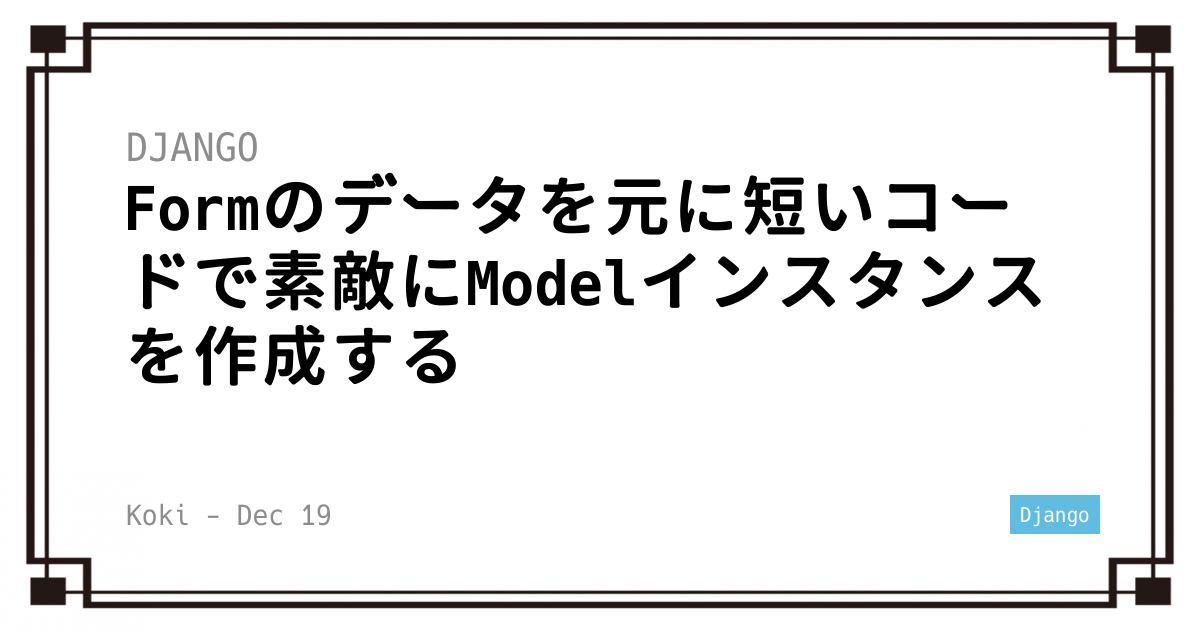 DJANGO
Formのデータを元に短いコー
ドで素敵にModelインスタンス
を作成する
Koki – Dec 19
Django